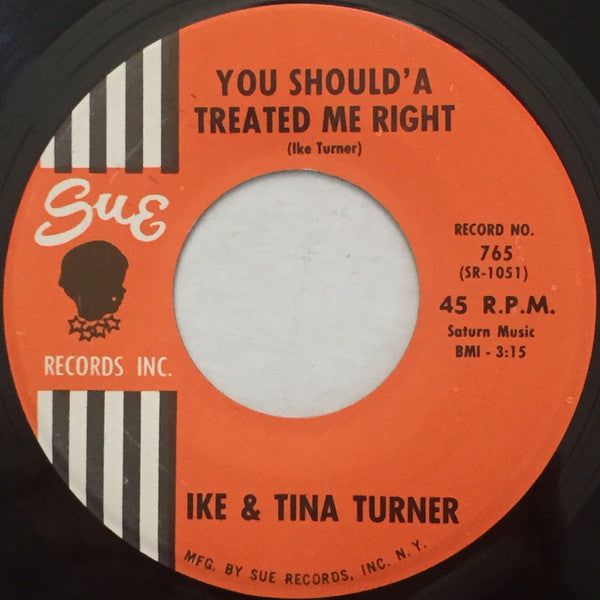 YOU SHOULD'A
TREATED ME RIGHT
(Ike Turner)
Sue
RECORDS INC.
RECORD NO.
765
(SR-1051)
45 R.P.M.
Saturn Music
BMI - 3:15
IKE & TINA TURNER
MFG. BY SUE RECORDS, INC. N. Y.